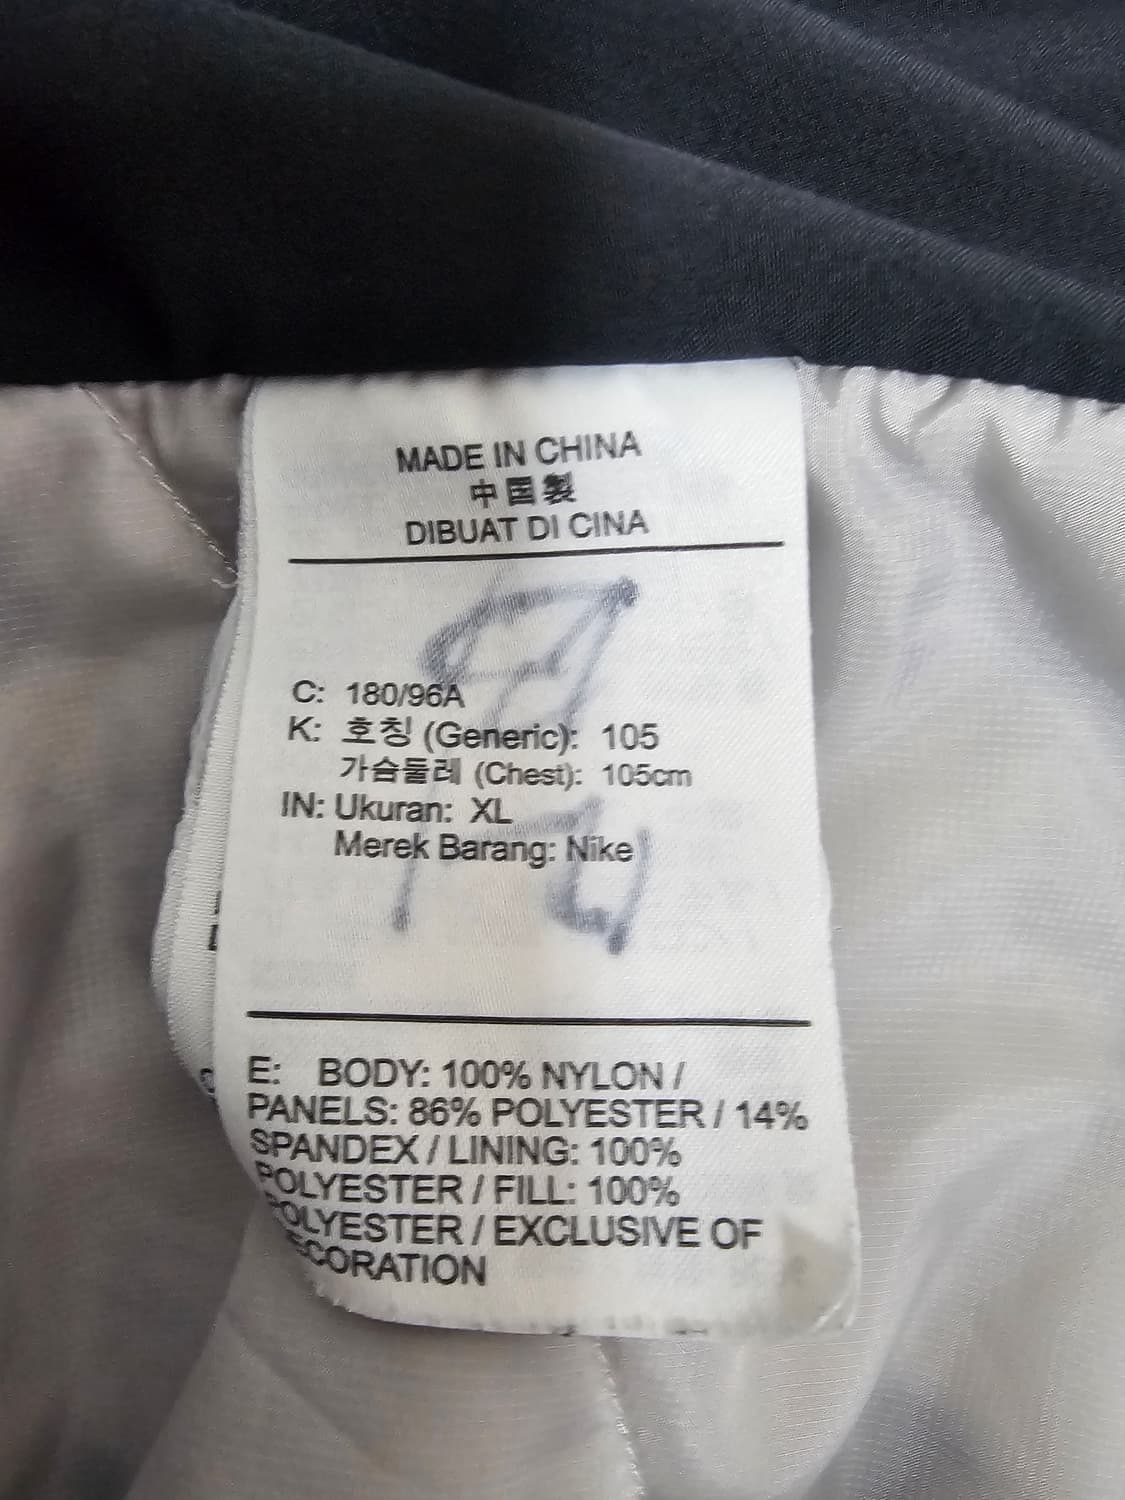 MADE IN CHINA
中国製
DIBUAT DI CINA
C: 180/96A
K: 호칭 (Generic): 105
가슴둘레 (Chest): 105cm
IN: Ukuran: XL
Merek Barang: Nike
E: BODY: 100% NYLON /
PANELS: 86% POLYESTER / 14%
SPANDEX / LINING: 100%
POLYESTER / FILL: 100%
POLYESTER / EXCLUSIVE OF
ECORATION